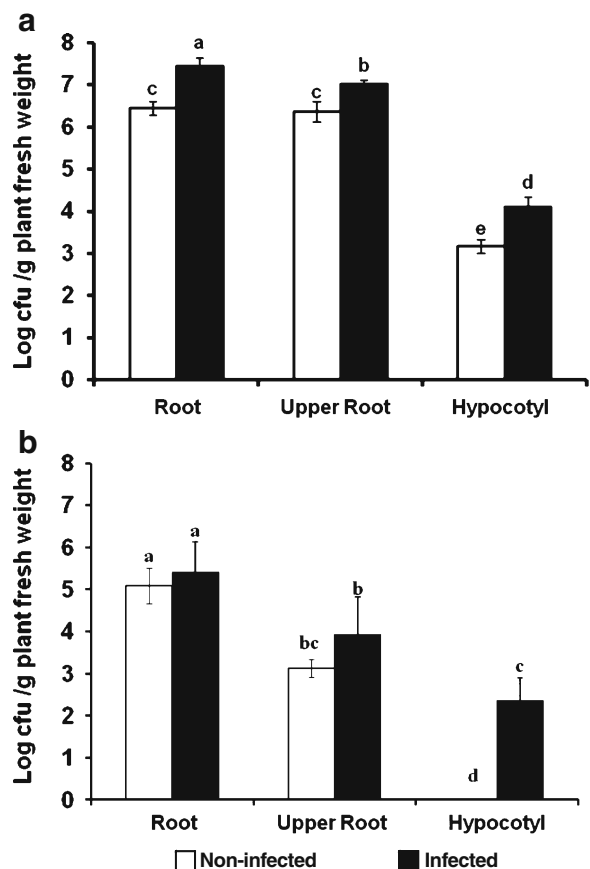 a
Log cfu /g plant fresh weight
8
7
6
5
4
3
2
1
0
c
a
c
b
e
d
Root
Upper Root
Hypocotyl
b
Log cfu /g plant fresh weight
8
7
6
5
4
3
2
1
0
a
a
bc
b
d
c
Root
Upper Root
Hypocotyl
Non-infected
Infected